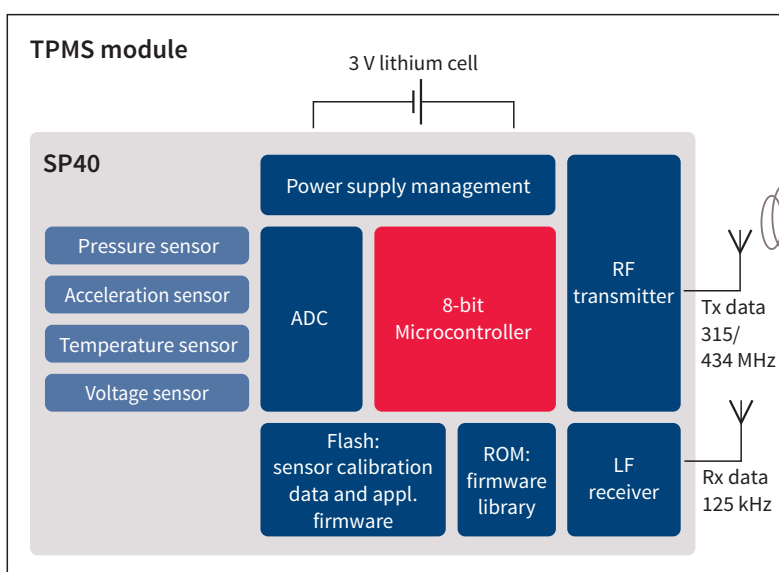 TPMS module
3 V lithium cell
SP40
Power supply management
Pressure sensor
Acceleration sensor
Temperature sensor
Voltage sensor
ADC
8-bit
Microcontroller
RF
transmitter
Tx data
315/
434 MHz
Flash:
sensor calibration
data and appl.
firmware
ROM:
firmware
library
LF
receiver
Rx data
125 kHz